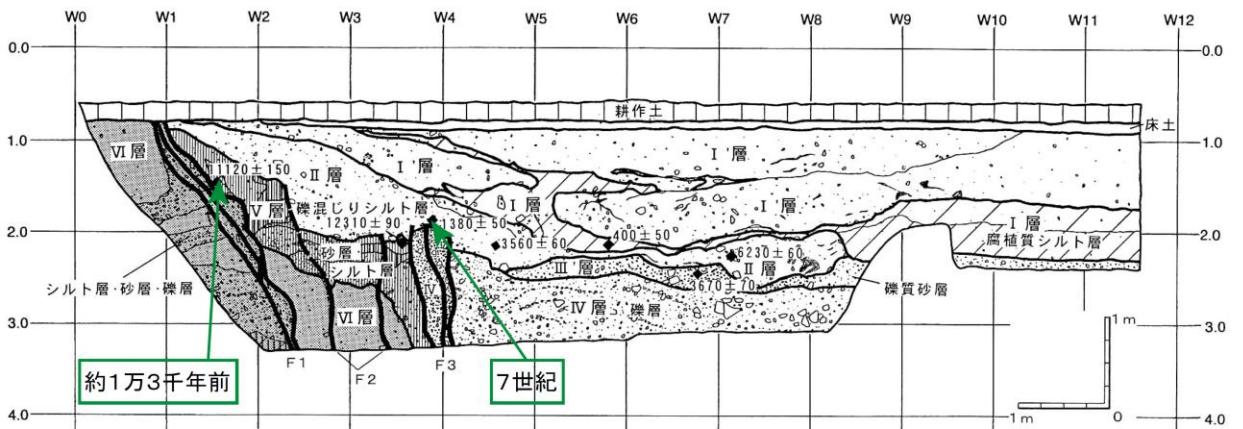 W0 W1 W2 W3 W4 W5 W6 W7 W8 W9 W10 W11 W12
0.0 0.0
耕作土
床土
1.0 1.0
Ⅵ層
11120±150
Ⅱ層
Ⅰ層
Ⅰ層
Ⅴ層
礫混じりシルト層
12310±90
1380±50
Ⅰ層
Ⅰ層
Ⅰ層
3560±60
400±50
6230±60
2.0 2.0
砂層
腐植質シルト層
シルト層
Ⅲ層
Ⅱ層
シルト層・砂層・礫層
Ⅳ
3670±70
礫質砂層
Ⅵ層
Ⅳ層
礫層
3.0 3.0
1m
F1
F2
F3
約1万3千年前
7世紀
1m 0
4.0 4.0